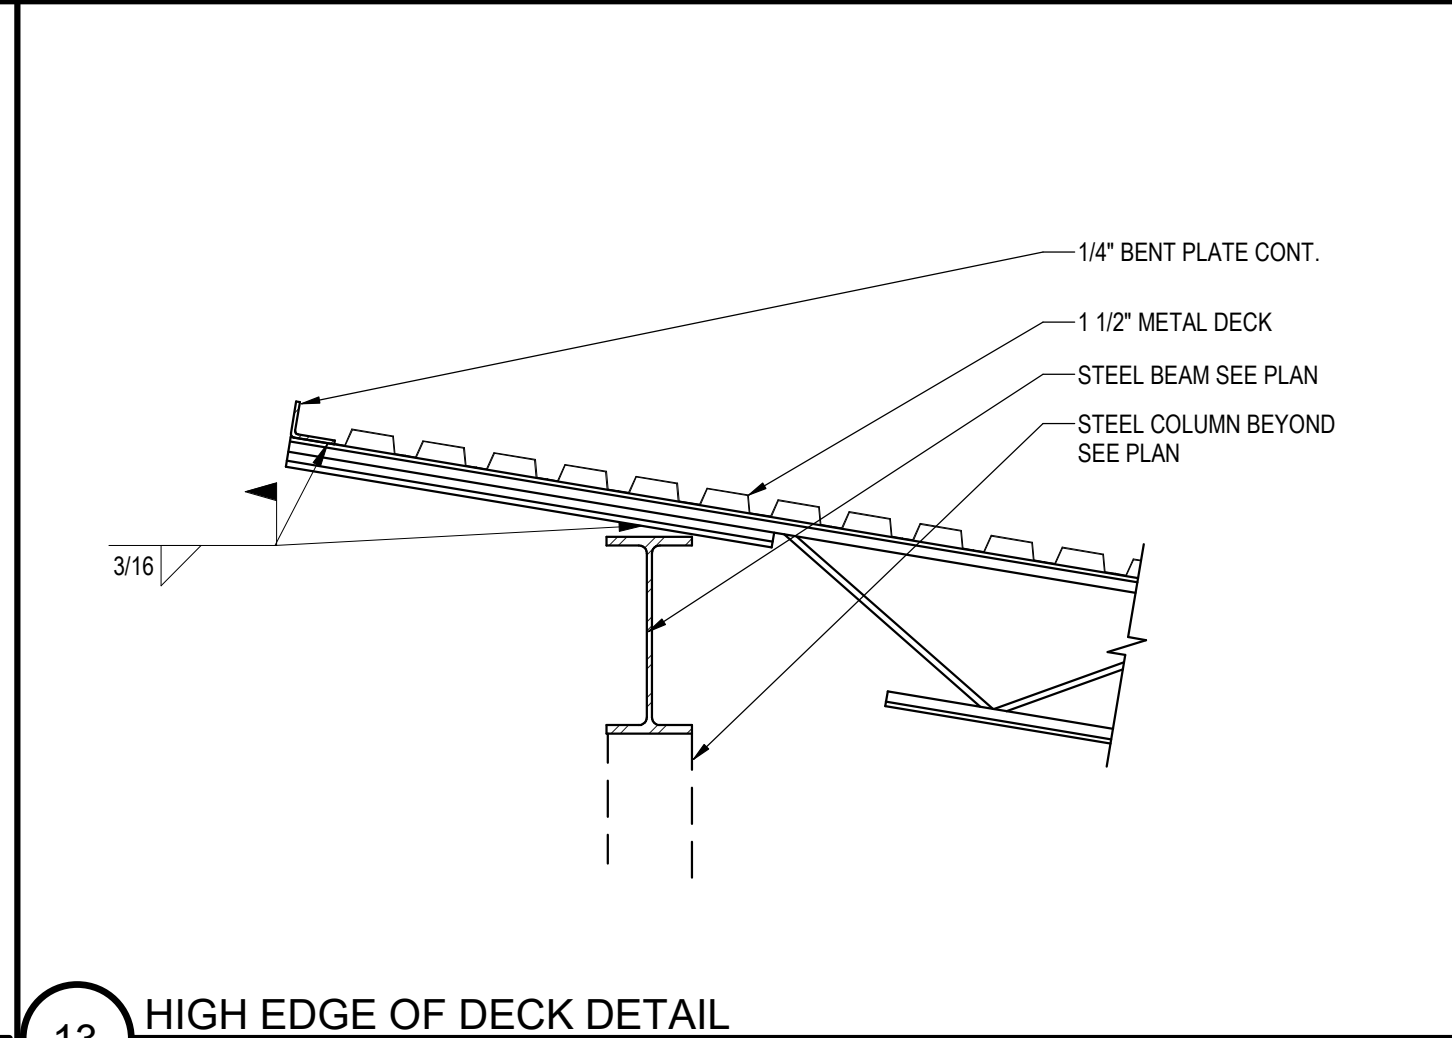 1/4" BENT PLATE CONT.
1 1/2" METAL DECK
STEEL BEAM SEE PLAN
STEEL COLUMN BEYOND
SEE PLAN
3/16
HIGH EDGE OF DECK DETAIL
13